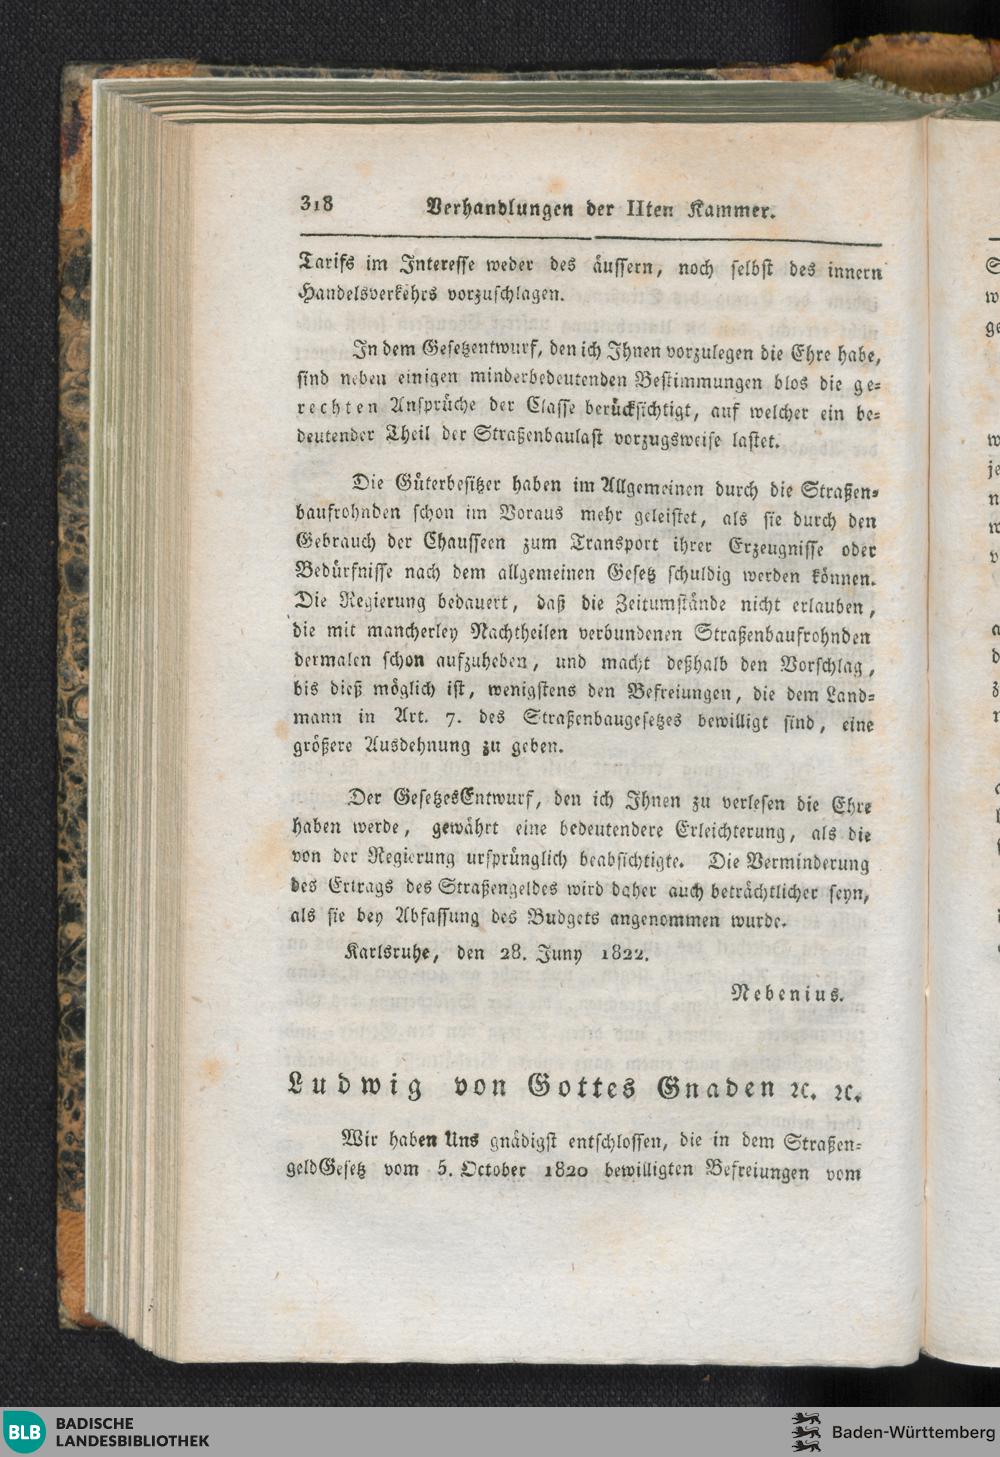 318 Verhandlungen der IIten Kammer.
Tarifs im Interesse weder des äussern, noch selbst des innern
Handelsverkehrs vorzuschlagen.
In dem Gesetzentwurf, den ich Ihnen vorzulegen die Ehre habe,
sind neben einigen minderbedeutenden Bestimmungen blos die ge=
rechten Ansprüche der Classe berücksichtigt, auf welcher ein be=
deutender Theil der Straßenbaulast vorzugsweise lastet.
Die Güterbesitzer haben im Allgemeinen durch die Straßen=
baufrohnden schon im Voraus mehr geleistet, als sie durch den
Gebrauch der Chausseen zum Transport ihrer Erzeugnisse oder
Bedürfnisse nach dem allgemeinen Gesetz schuldig werden können.
Die Regierung bedauert, daß die Zeitumstände nicht erlauben,
die mit mancherley Nachtheilen verbundenen Straßenbaufrohnden
dermalen schon aufzuheben, und macht deßhalb den Vorschlag,
bis dieß möglich ist, wenigstens den Befreiungen, die dem Land=
mann in Art. 7. des Straßenbaugesetzes bewilligt sind, eine
größere Ausdehnung zu geben.
Der GesetzesEntwurf, den ich Ihnen zu verlesen die Ehre
haben werde, gewährt eine bedeutendere Erleichterung, als die
von der Regierung ursprünglich beabsichtigte. Die Verminderung
des Ertrags des Straßengeldes wird daher auch beträchtlicher seyn,
als sie bey Abfassung des Budgets angenommen wurde.
Karlsruhe, den 28. Juny 1822.
Nebenius.
Ludwig von Gottes Gnaden ꝛc. ꝛc.
Wir haben Uns gnädigst entschlossen, die in dem Straßen=
geldGesetz vom 5. October 1820 bewilligten Befreiungen vom
BLB BADISCHE
LANDESBIBLIOTHEK
Baden-Württemberg